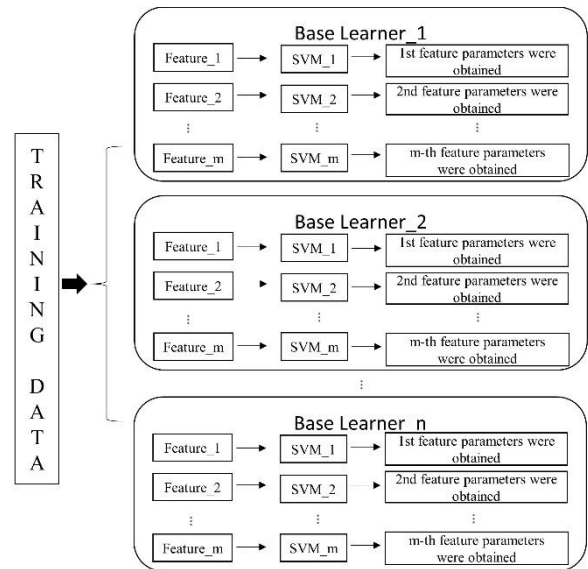 TRAINING DATA
Base Learner_1
Feature_1
SVM_1
1st feature parameters were
obtained
Feature_2
SVM_2
2nd feature parameters were
obtained
⋮
⋮
⋮
Feature_m
SVM_m
m-th feature parameters
were obtained
Base Learner_2
Feature_1
SVM_1
1st feature parameters were
obtained
Feature_2
SVM_2
2nd feature parameters were
obtained
⋮
⋮
⋮
Feature_m
SVM_m
m-th feature parameters
were obtained
⋮
Base Learner_n
Feature_1
SVM_1
1st feature parameters were
obtained
Feature_2
SVM_2
2nd feature parameters were
obtained
⋮
⋮
⋮
Feature_m
SVM_m
m-th feature parameters
were obtained